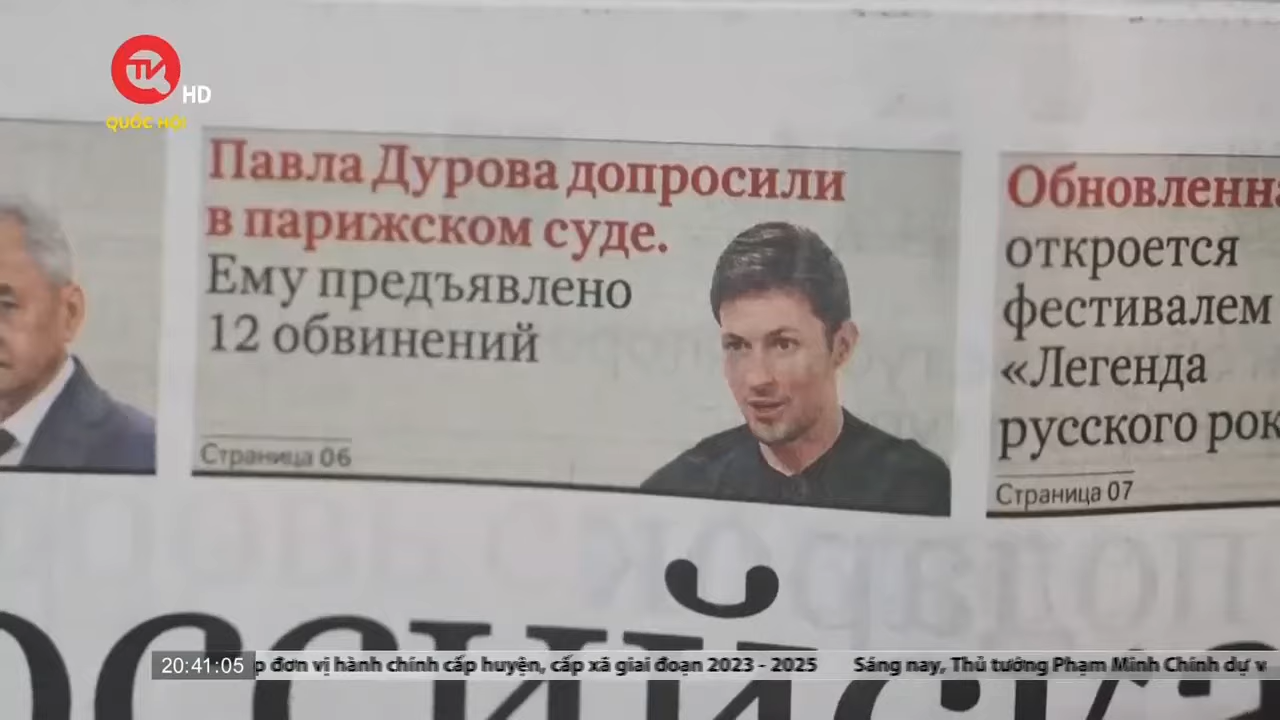 TVQ
HD
QUỐC HỘI
Павла Дурова допросили
в парижском суде.
Ему предъявлено
12 обвинений
Страница 06
откроется
фестивалем
«Легенда
русского
Страница 07
20:41:05
đơn vị hành chính cấp huyện, cấp xã giai đoạn 2023 - 2025 Sáng nay, Thủ tướng Phạm Minh Chính dự